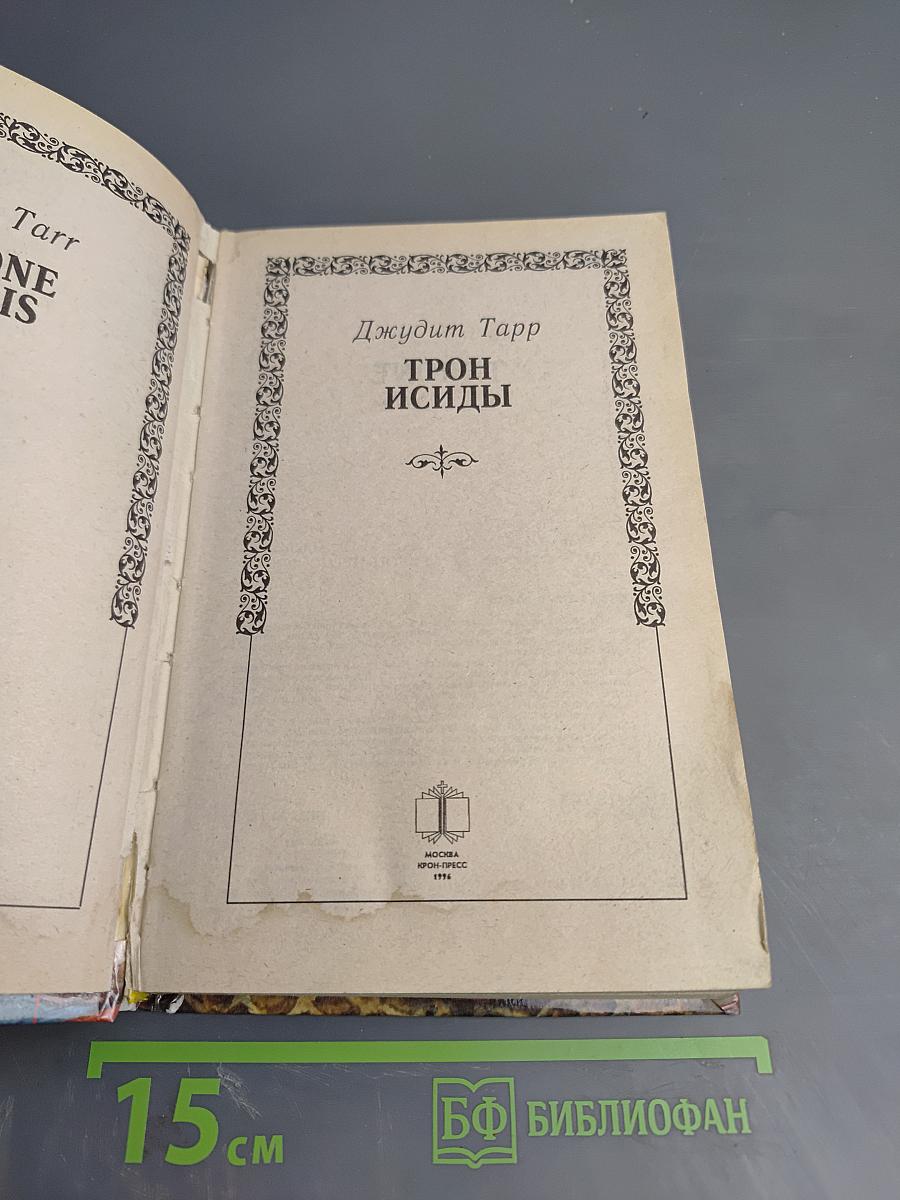 Tarr
ONE
IS
Джудит Тарр
ТРОН
ИСИДЫ
МОСКВА
КРОН-ПРЕСС
1996
15 см
БФ БИБЛИОФАН